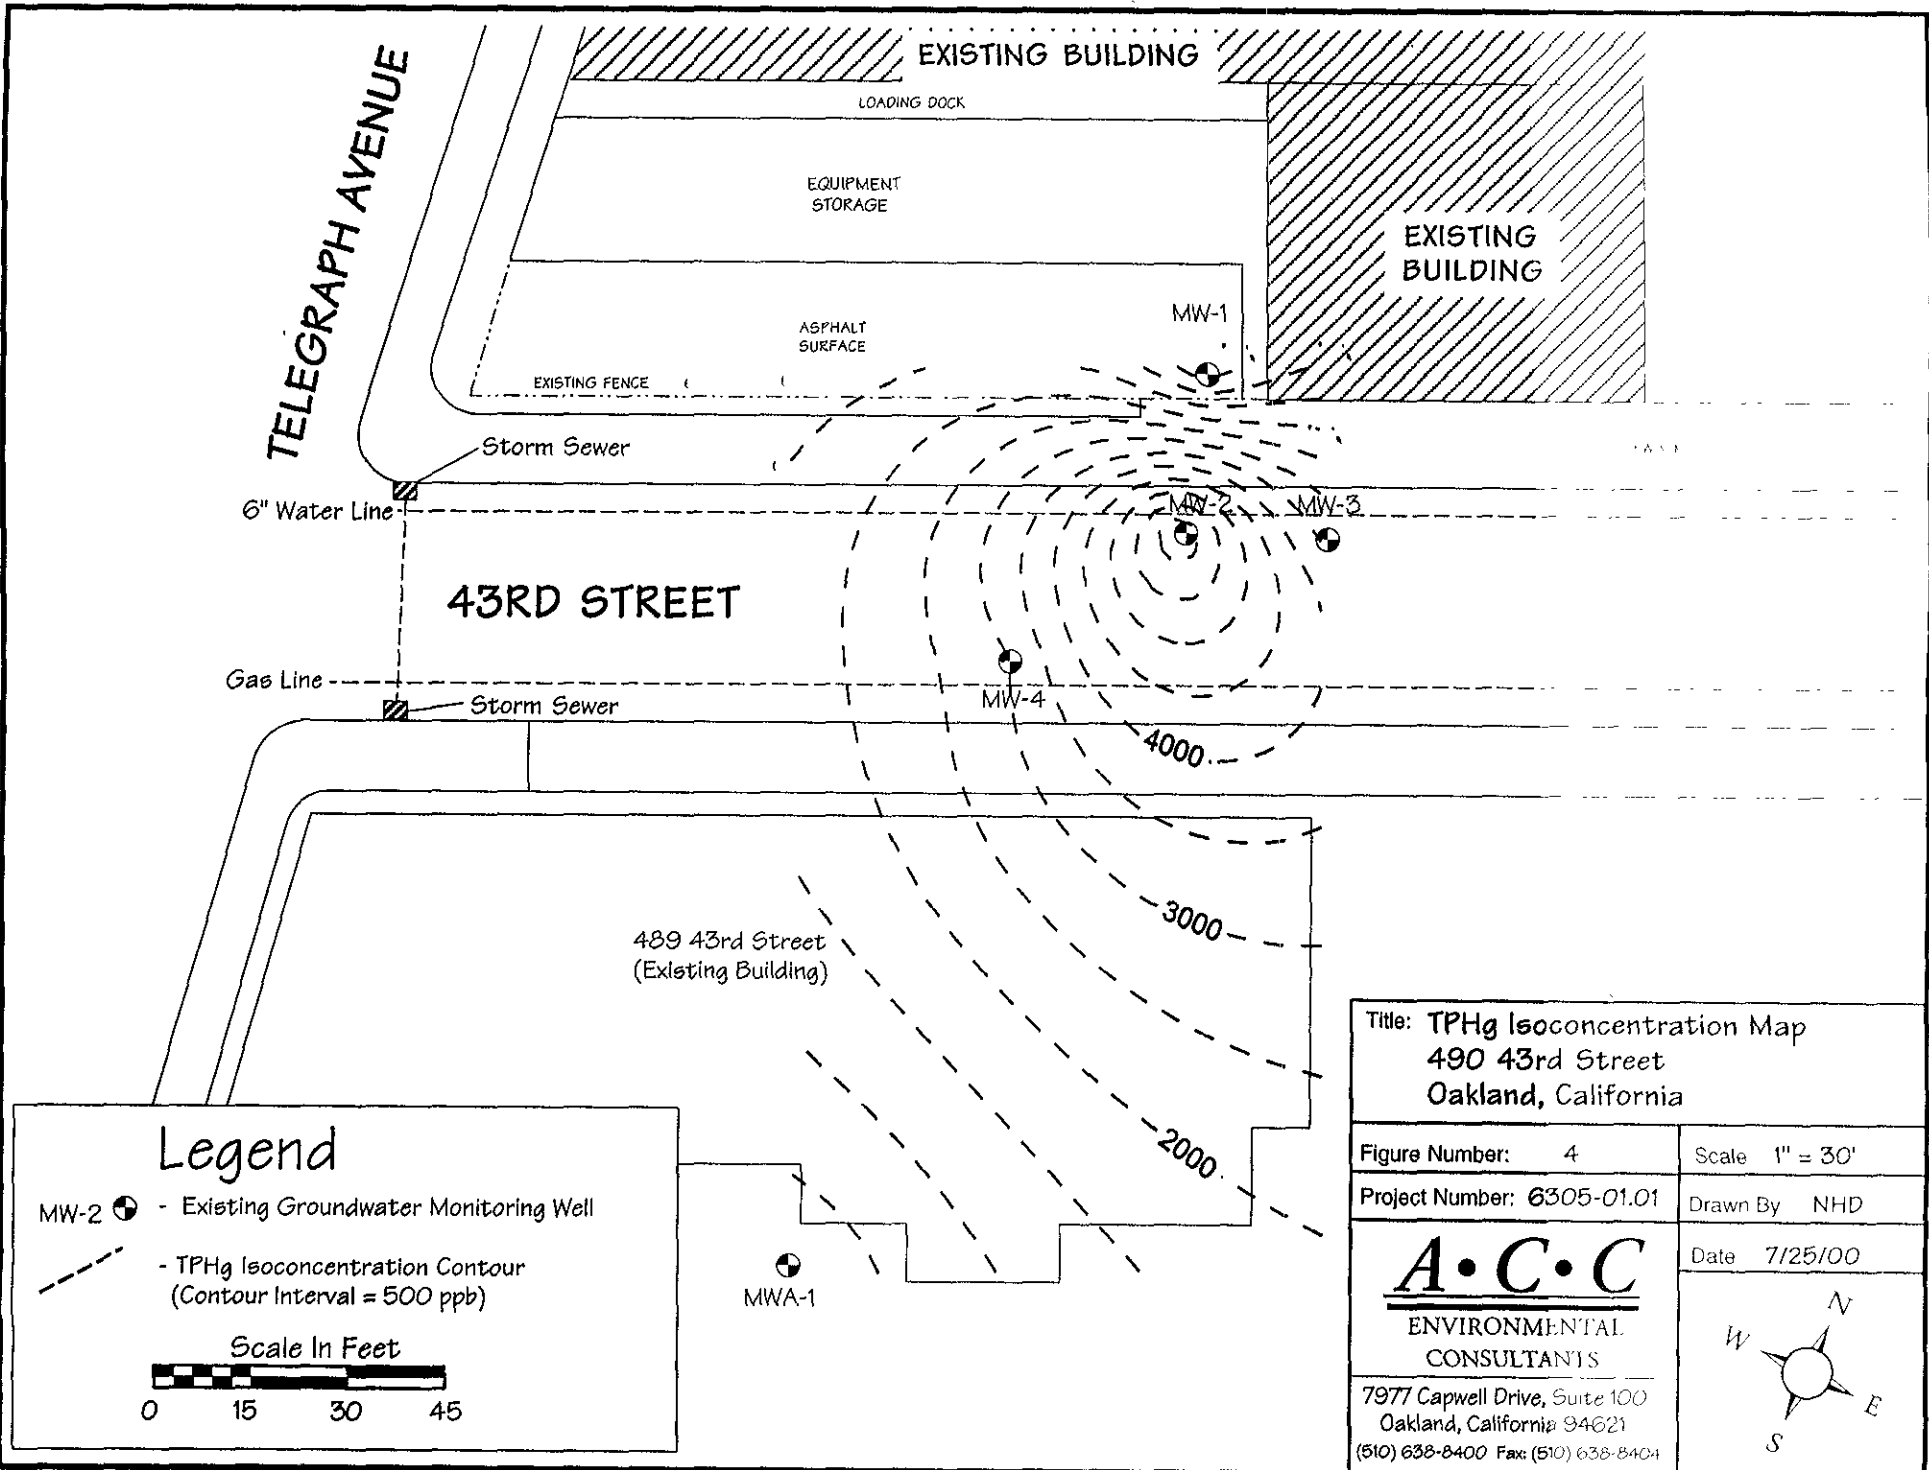 TELEGRAPH AVENUE
EXISTING BUILDING
LOADING DOCK
EQUIPMENT
STORAGE
EXISTING
BUILDING
MW-1
ASPHALT
SURFACE
EXISTING FENCE
Storm Sewer
6" Water Line
MW-2
MW-3
43RD STREET
Gas Line
MW-4
Storm Sewer
4000
3000
489 43rd Street
(Existing Building)
2000
MWA-1
Legend
MW-2 - Existing Groundwater Monitoring Well
- TPHg Isoconcentration Contour
(Contour Interval = 500 ppb)
Scale In Feet
0 15 30 45
Title: TPHg Isoconcentration Map
490 43rd Street
Oakland, California
Figure Number: 4
Scale 1" = 30'
Project Number: 6305-01.01
Drawn By NHD
Date 7/25/00
A•C•C
ENVIRONMENTAL
CONSULTANTS
7977 Capwell Drive, Suite 100
Oakland, California 94621
(510) 638-8400 Fax: (510) 638-8404
N
W
E
S